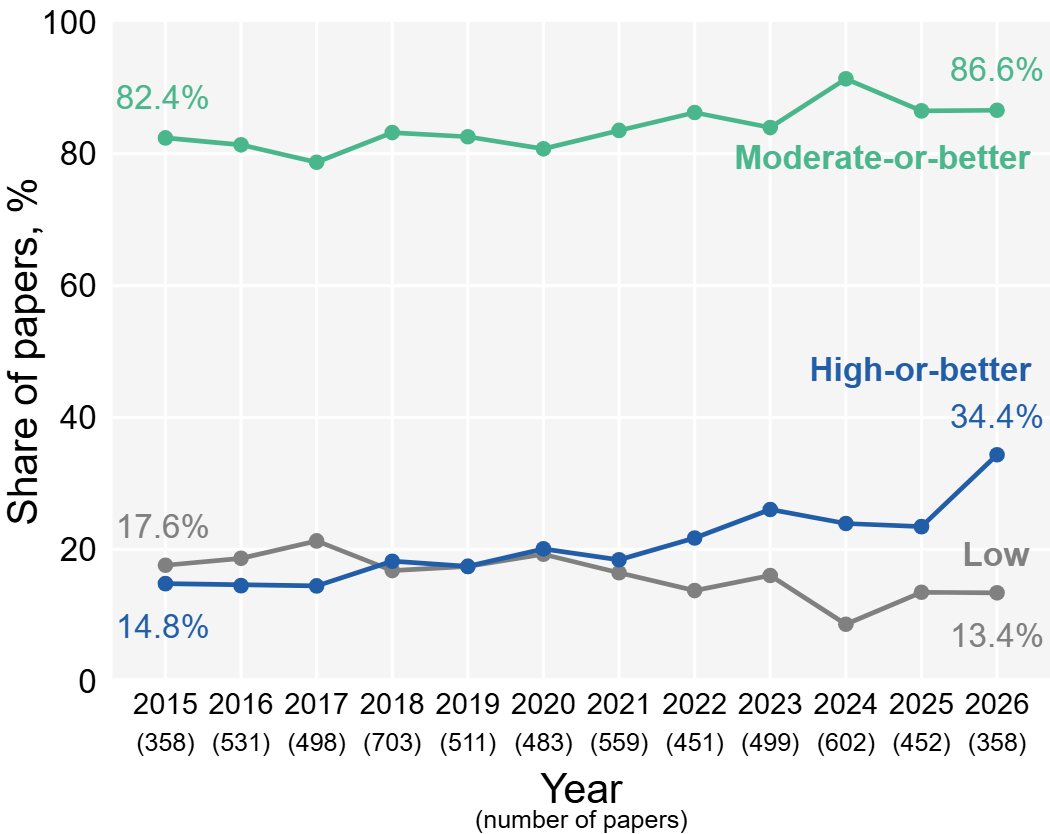 100
82.4%
86.6%
80
Moderate-or-better
60
High-or-better
40
34.4%
17.6%
20
Low
14.8%
13.4%
0
Share of papers, %
2015 2016 2017 2018 2019 2020 2021 2022 2023 2024 2025 2026
(358) (531) (498) (703) (511) (483) (559) (451) (499) (602) (452) (358)
Year
(number of papers)